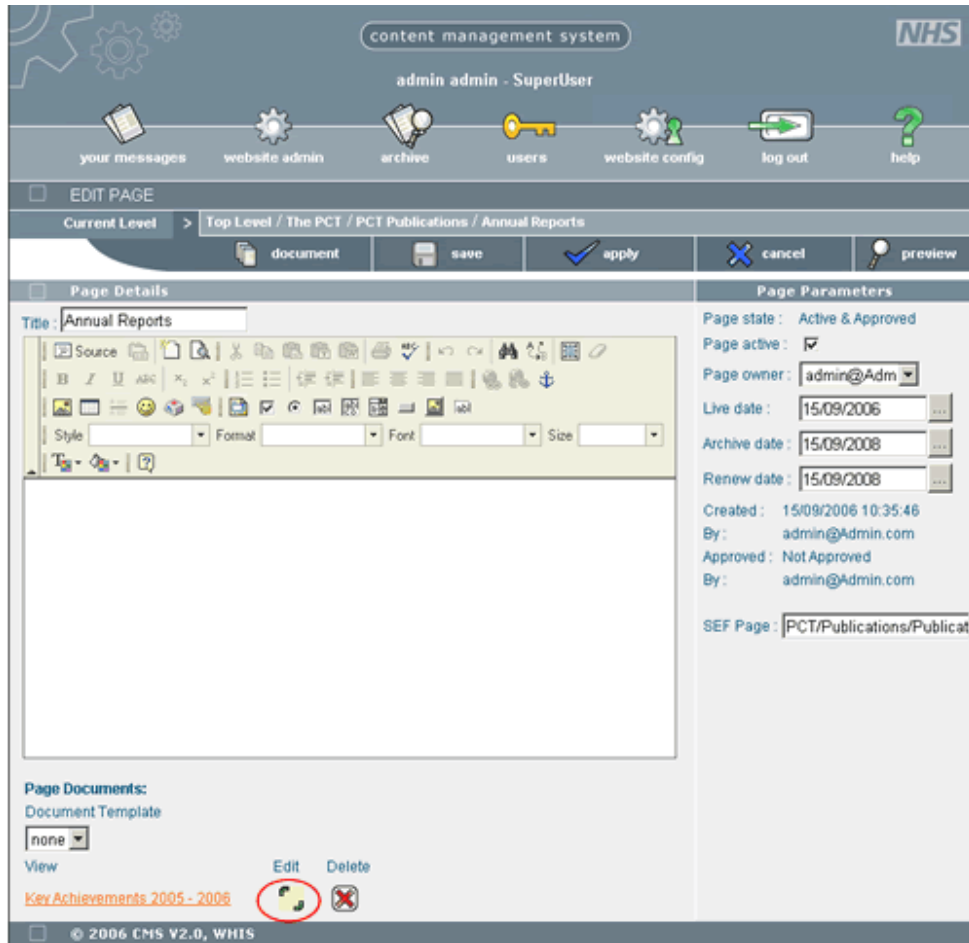 content management system
NHS
admin admin - SuperUser
your messages website admin archive users website config log out help
EDIT PAGE
Current Level > Top Level / The PCT / PCT Publications / Annual Reports
document save apply cancel preview
Page Details
Title : Annual Reports
Source
B I U ABC
Style Format Font Size
Page Parameters
Page state : Active & Approved
Page active :
Page owner : admin@Adm
Live date : 15/09/2006 ...
Archive date : 15/09/2008 ...
Renew date : 15/09/2008 ...
Created : 15/09/2006 10:35:46
By : admin@Admin.com
Approved : Not Approved
By : admin@Admin.com
SEF Page : PCT/Publications/Publicat
Page Documents:
Document Template
none
View Edit Delete
Key Achievements 2005 - 2006
© 2006 CMS V2.0, WHIS